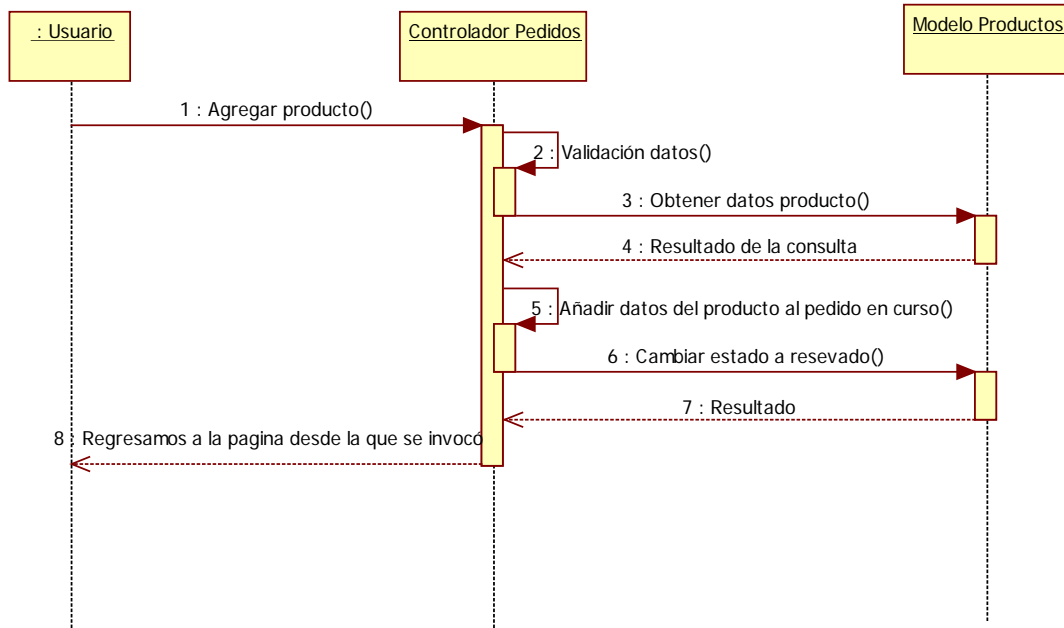 : Usuario
Controlador Pedidos
Modelo Productos
1 : Agregar producto()
2 : Validación datos()
3 : Obtener datos producto()
4 : Resultado de la consulta
5 : Añadir datos del producto al pedido en curso()
6 : Cambiar estado a resevado()
7 : Resultado
8 : Regresamos a la pagina desde la que se invocó